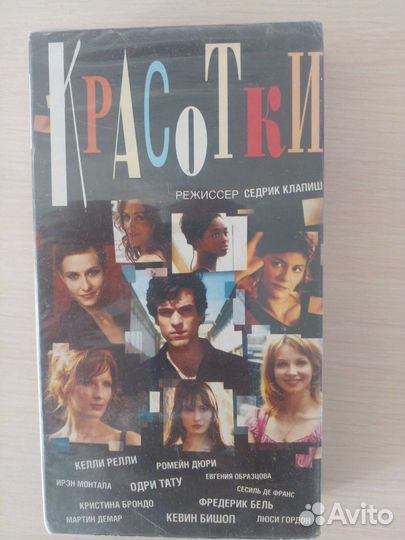 КРАСОТКИ
РЕЖИССЕР СЕДРИК КЛАПИШ
КЕЛЛИ РЕЛЛИ РОМЕЙН ДЮРИ
ИРЭН МОНТАЛА ОДРИ ТАТУ ЕВГЕНИЯ ОБРАЗЦОВА
СЕСИЛЬ ДЕ ФРАНС
КРИСТИНА БРОНДО ФРЕДЕРИК БЕЛЬ
МАРТИН ДЕМАР КЕВИН БИШОП ЛЮСИ ГОРДОН
Avito